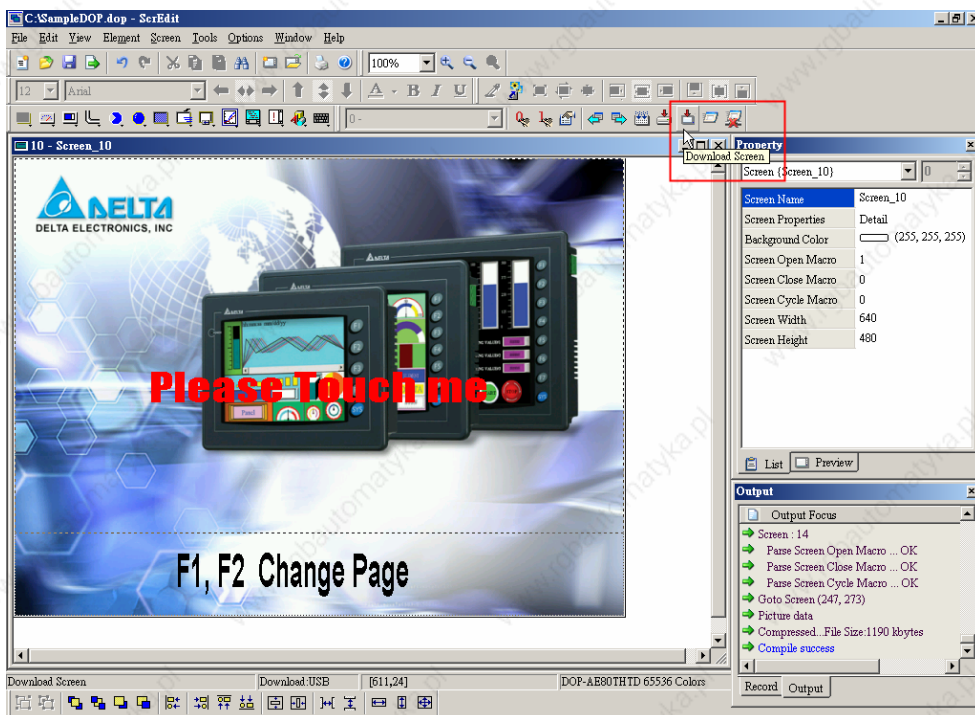 C:\SampleDOP.dop - ScrEdit
File Edit View Element Screen Tools Options Window Help
100%
12 Arial A - B I U
0 -
10 - Screen_10
Download Screen
DELTA
DELTA ELECTRONICS, INC
Please Touch me
F1, F2 Change Page
Property
Screen {Screen_10} 0
Screen Name Screen_10
Screen Properties Detail
Background Color (255, 255, 255)
Screen Open Macro 1
Screen Close Macro 0
Screen Cycle Macro 0
Screen Width 640
Screen Height 480
List Preview
Output
Output Focus
Screen : 14
Parse Screen Open Macro ... OK
Parse Screen Close Macro ... OK
Parse Screen Cycle Macro ... OK
Goto Screen (247, 273)
Picture data
Compressed...File Size:1190 kbytes
Compile success
Record Output
Download Screen Download:USB [611,24] DOP-AE80THTD 65536 Colors
www.rgbautomatyka.pl